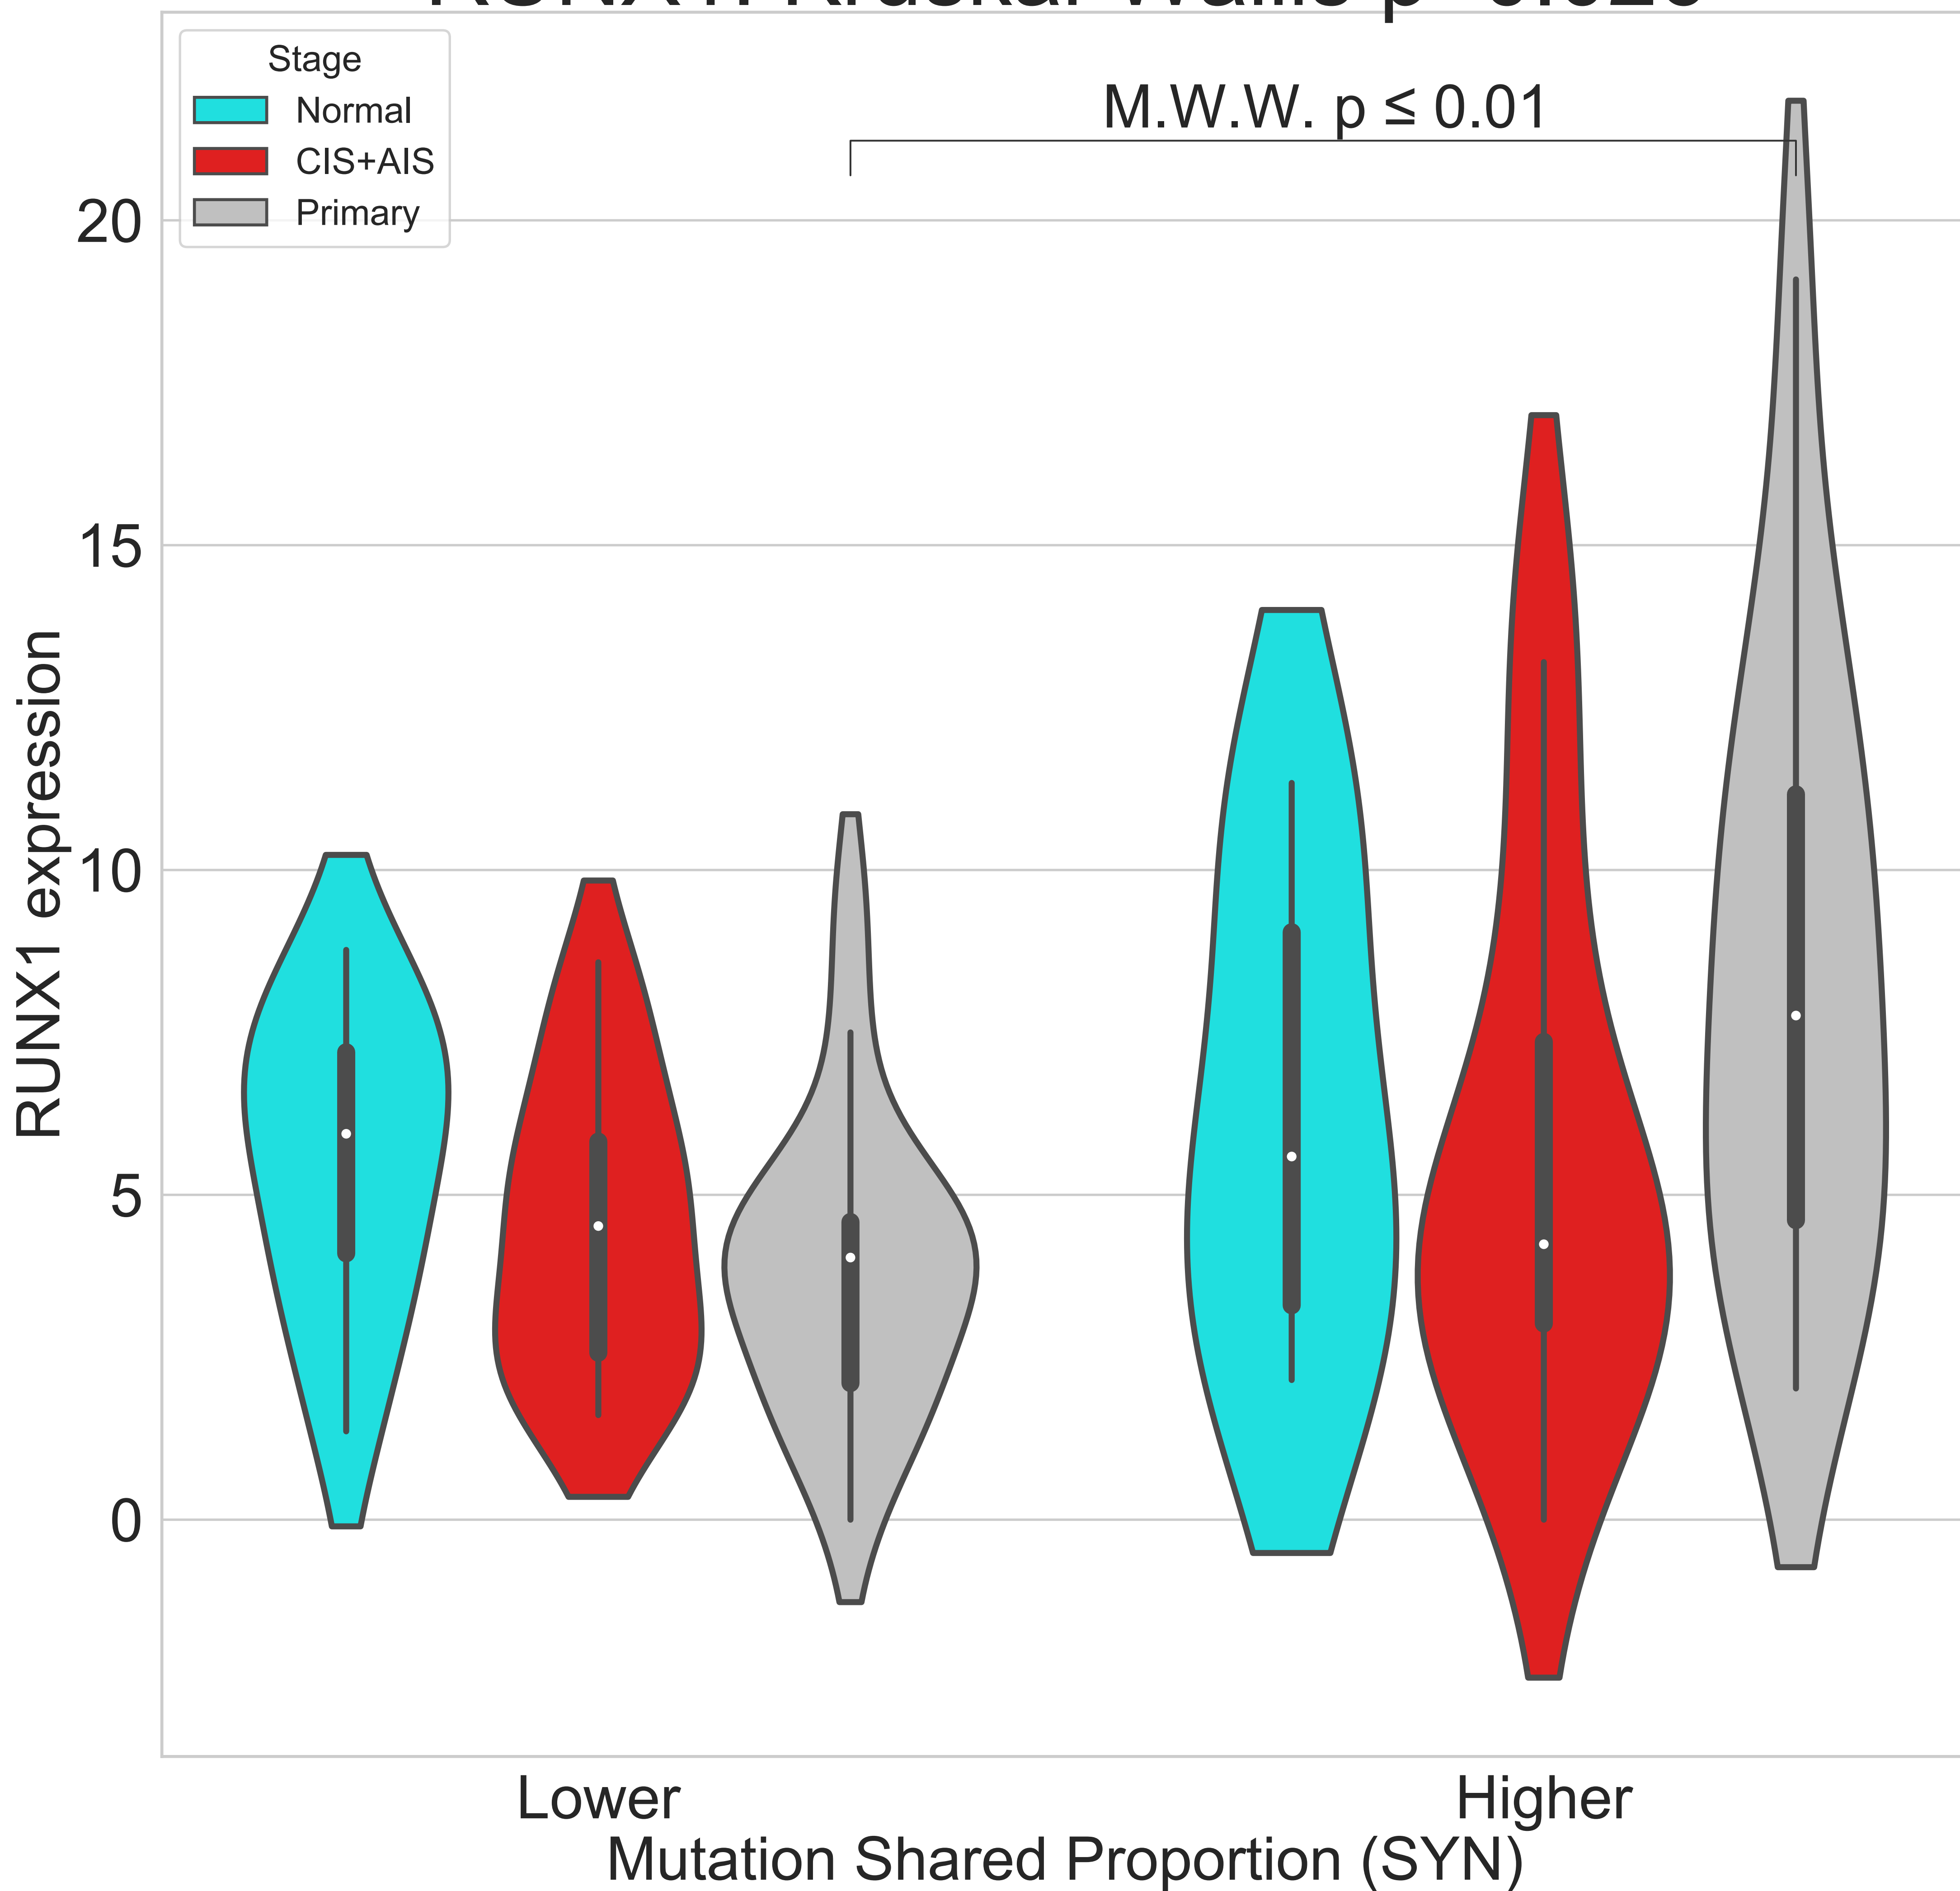 Stage
Normal
CIS+AIS
Primary
M.W.W. p ≤ 0.01
20
15
10
5
0
RUNX1 expression
Lower
Higher
Mutation Shared Proportion (SYN)